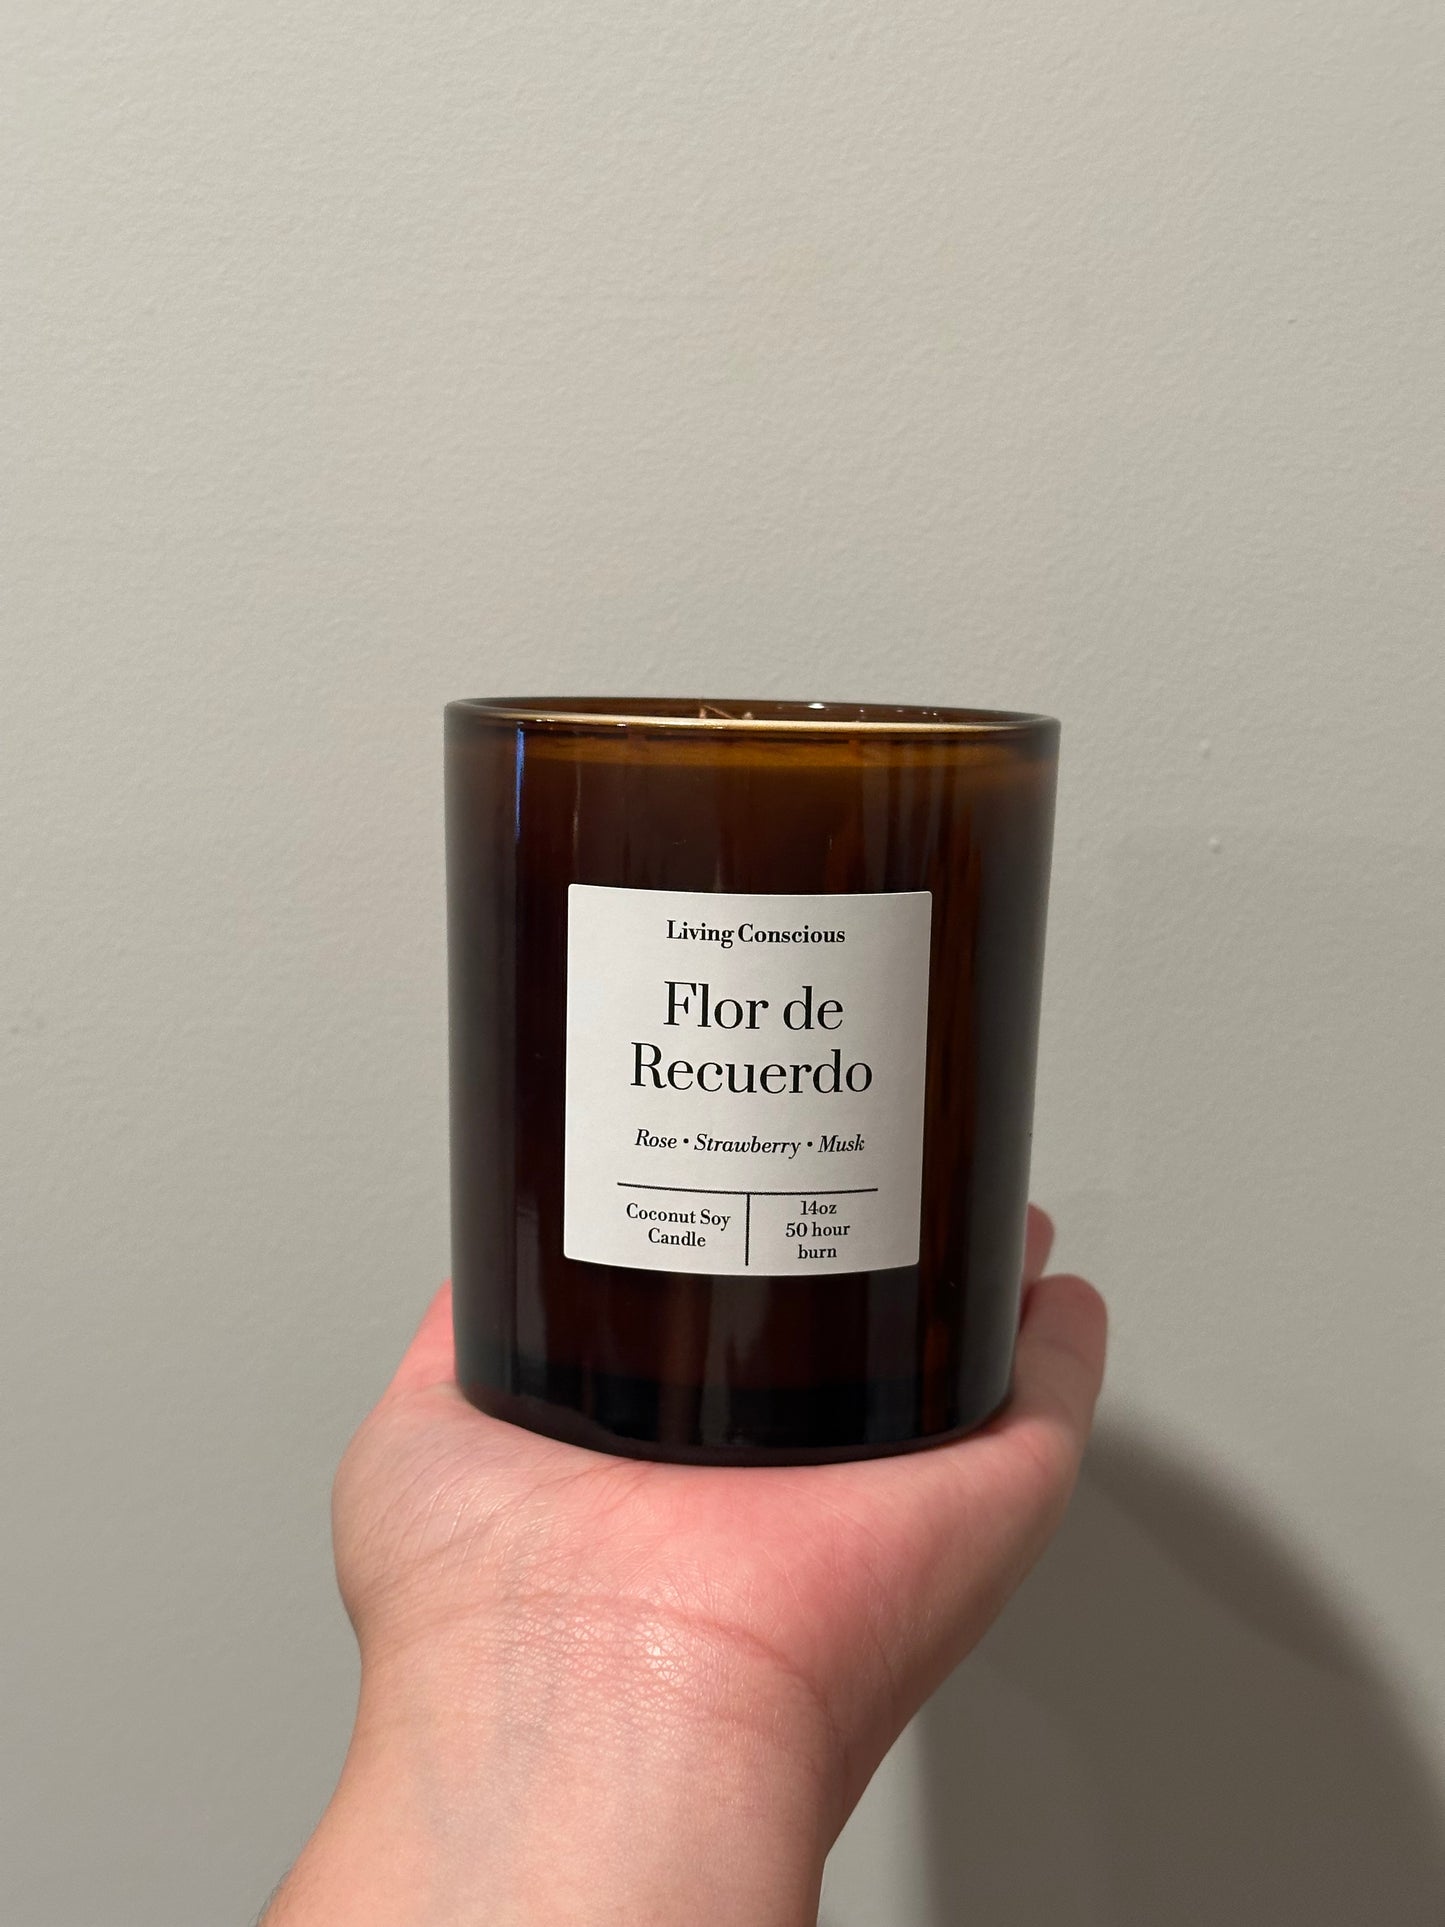 Living Conscious
Flor de
Recuerdo
Rose • Strawberry • Musk
Coconut Soy
Candle
14oz
50 hour
burn